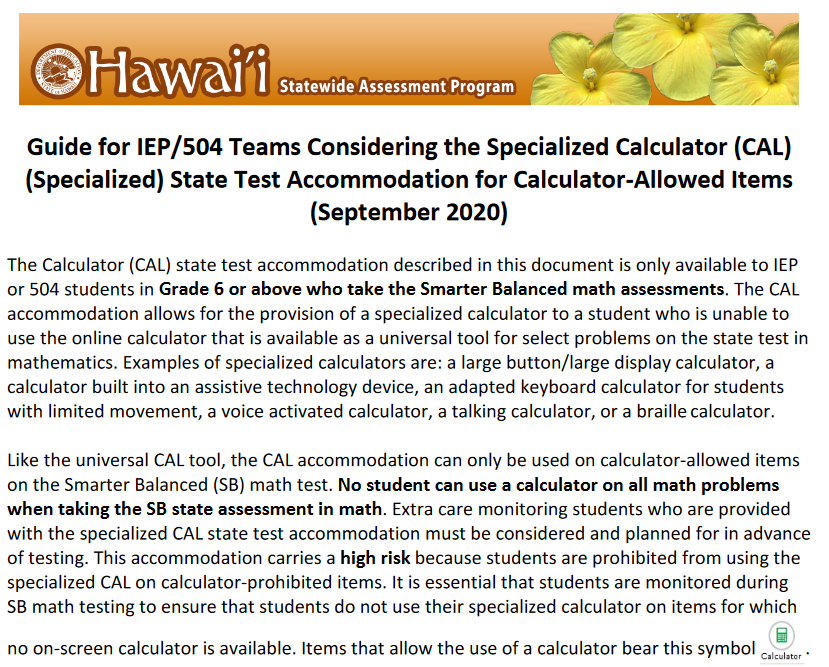 Hawai'i Statewide Assessment Program
Guide for IEP/504 Teams Considering the Specialized Calculator (CAL)
(Specialized) State Test Accommodation for Calculator-Allowed Items
(September 2020)
The Calculator (CAL) state test accommodation described in this document is only available to IEP
or 504 students in Grade 6 or above who take the Smarter Balanced math assessments. The CAL
accommodation allows for the provision of a specialized calculator to a student who is unable to
use the online calculator that is available as a universal tool for select problems on the state test in
mathematics. Examples of specialized calculators are: a large button/large display calculator, a
calculator built into an assistive technology device, an adapted keyboard calculator for students
with limited movement, a voice activated calculator, a talking calculator, or a braille calculator.
Like the universal CAL tool, the CAL accommodation can only be used on calculator-allowed items
on the Smarter Balanced (SB) math test. No student can use a calculator on all math problems
when taking the SB state assessment in math. Extra care monitoring students who are provided
with the specialized CAL state test accommodation must be considered and planned for in advance
of testing. This accommodation carries a high risk because students are prohibited from using the
specialized CAL on calculator-prohibited items. It is essential that students are monitored during
SB math testing to ensure that students do not use their specialized calculator on items for which
no on-screen calculator is available. Items that allow the use of a calculator bear this symbol Calculator .